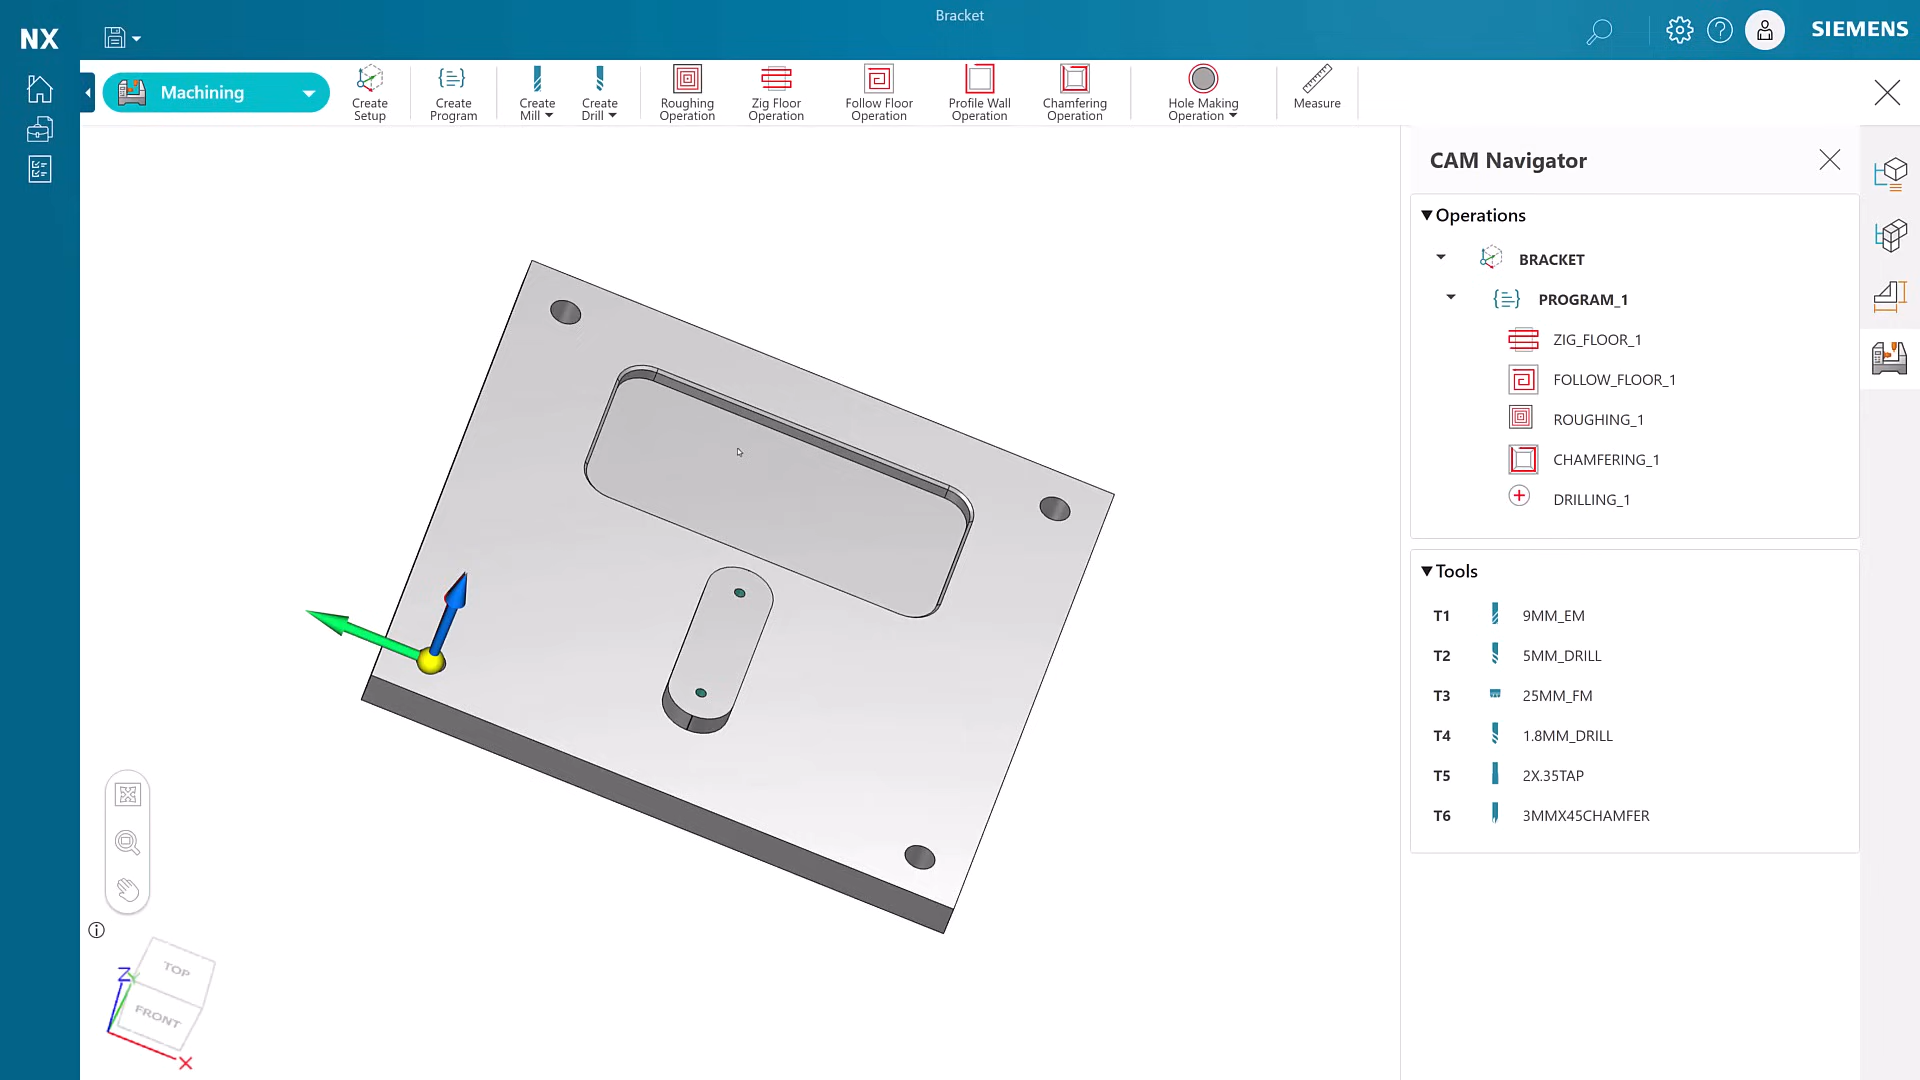 Bracket
NX
SIEMENS
Machining
Create
Setup
Create
Program
Create
Mill
Create
Drill
Roughing
Operation
Zig Floor
Operation
Follow Floor
Operation
Profile Wall
Operation
Chamfering
Operation
Hole Making
Operation
Measure
CAM Navigator
Operations
BRACKET
PROGRAM_1
ZIG_FLOOR_1
FOLLOW_FLOOR_1
ROUGHING_1
CHAMFERING_1
DRILLING_1
Tools
T1 9MM_EM
T2 5MM_DRILL
T3 25MM_FM
T4 1.8MM_DRILL
T5 2X.35TAP
T6 3MMX45CHAMFER
TOP
Z
FRONT
X